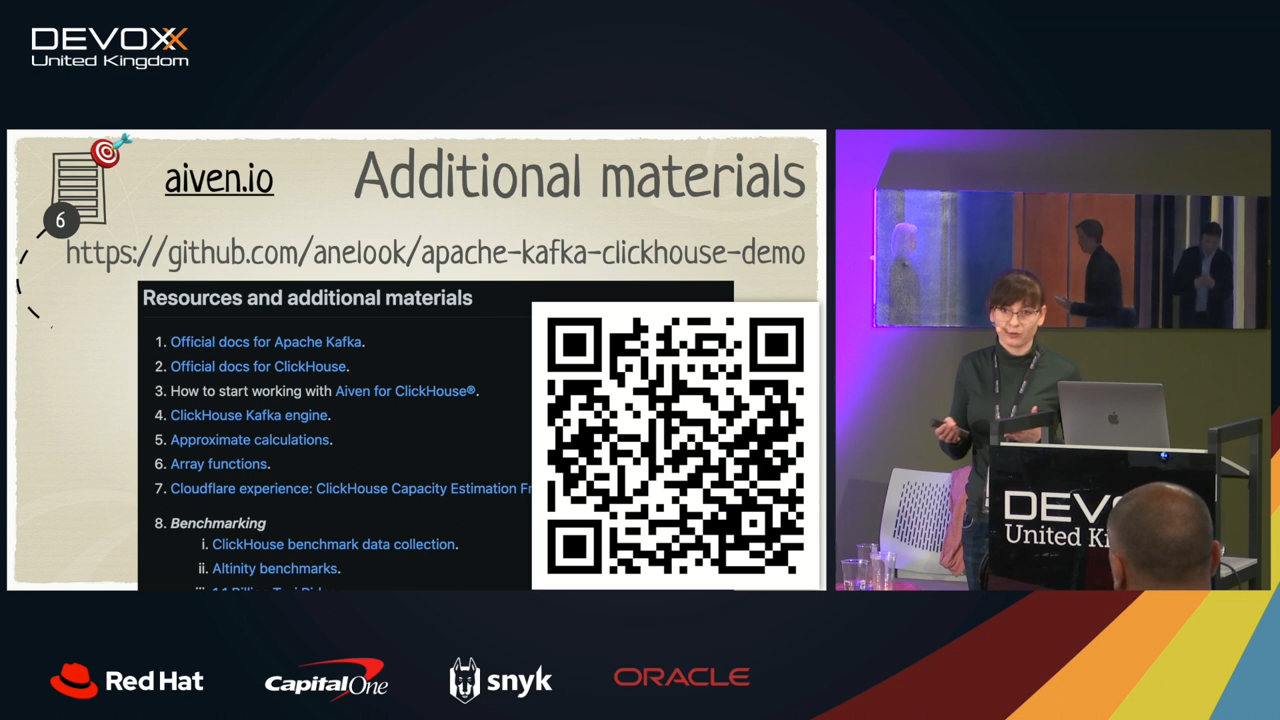 DEVOXX
United Kingdom
aiven.io
Additional materials
6
https://github.com/anelook/apache-kafka-clickhouse-demo
Resources and additional materials
1. Official docs for Apache Kafka.
2. Official docs for ClickHouse.
3. How to start working with Aiven for ClickHouse®.
4. ClickHouse Kafka engine.
5. Approximate calculations.
6. Array functions.
7. Cloudflare experience: ClickHouse Capacity Estimation Fr
8. Benchmarking
i. ClickHouse benchmark data collection.
ii. Altinity benchmarks.
DEVO
United Ki
Red Hat
CapitalOne
snyk
ORACLE